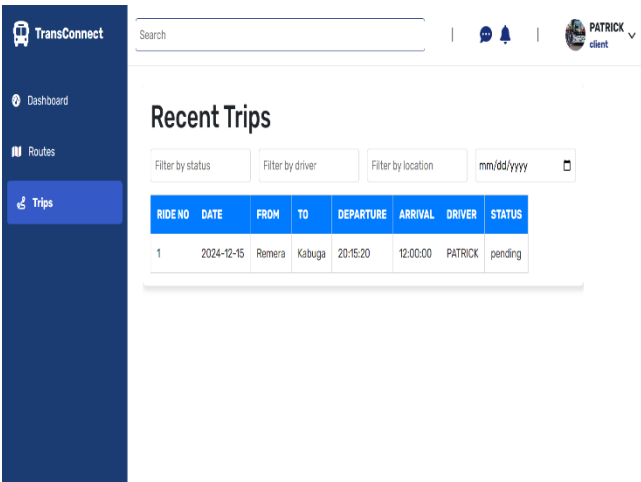 TransConnect
Search
PATRICK
client
Dashboard
Routes
Trips
Recent Trips
Filter by status Filter by driver Filter by location mm/dd/yyyy
RIDE NO DATE FROM TO DEPARTURE ARRIVAL DRIVER STATUS
1 2024-12-15 Remera Kabuga 20:15:20 12:00:00 PATRICK pending